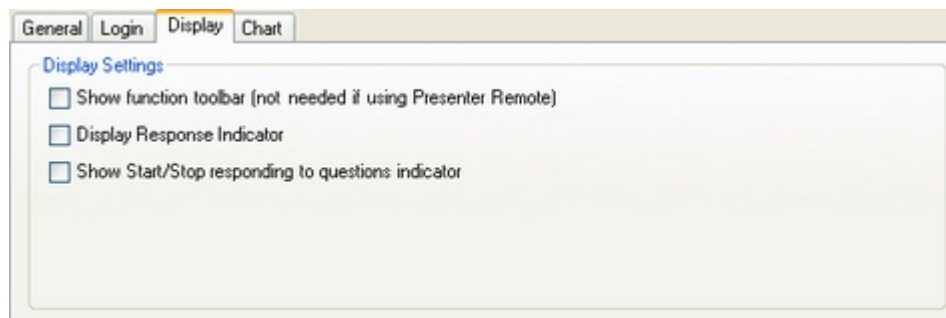 General Login Display Chart
Display Settings
Show function toolbar (not needed if using Presenter Remote)
Display Response Indicator
Show Start/Stop responding to questions indicator